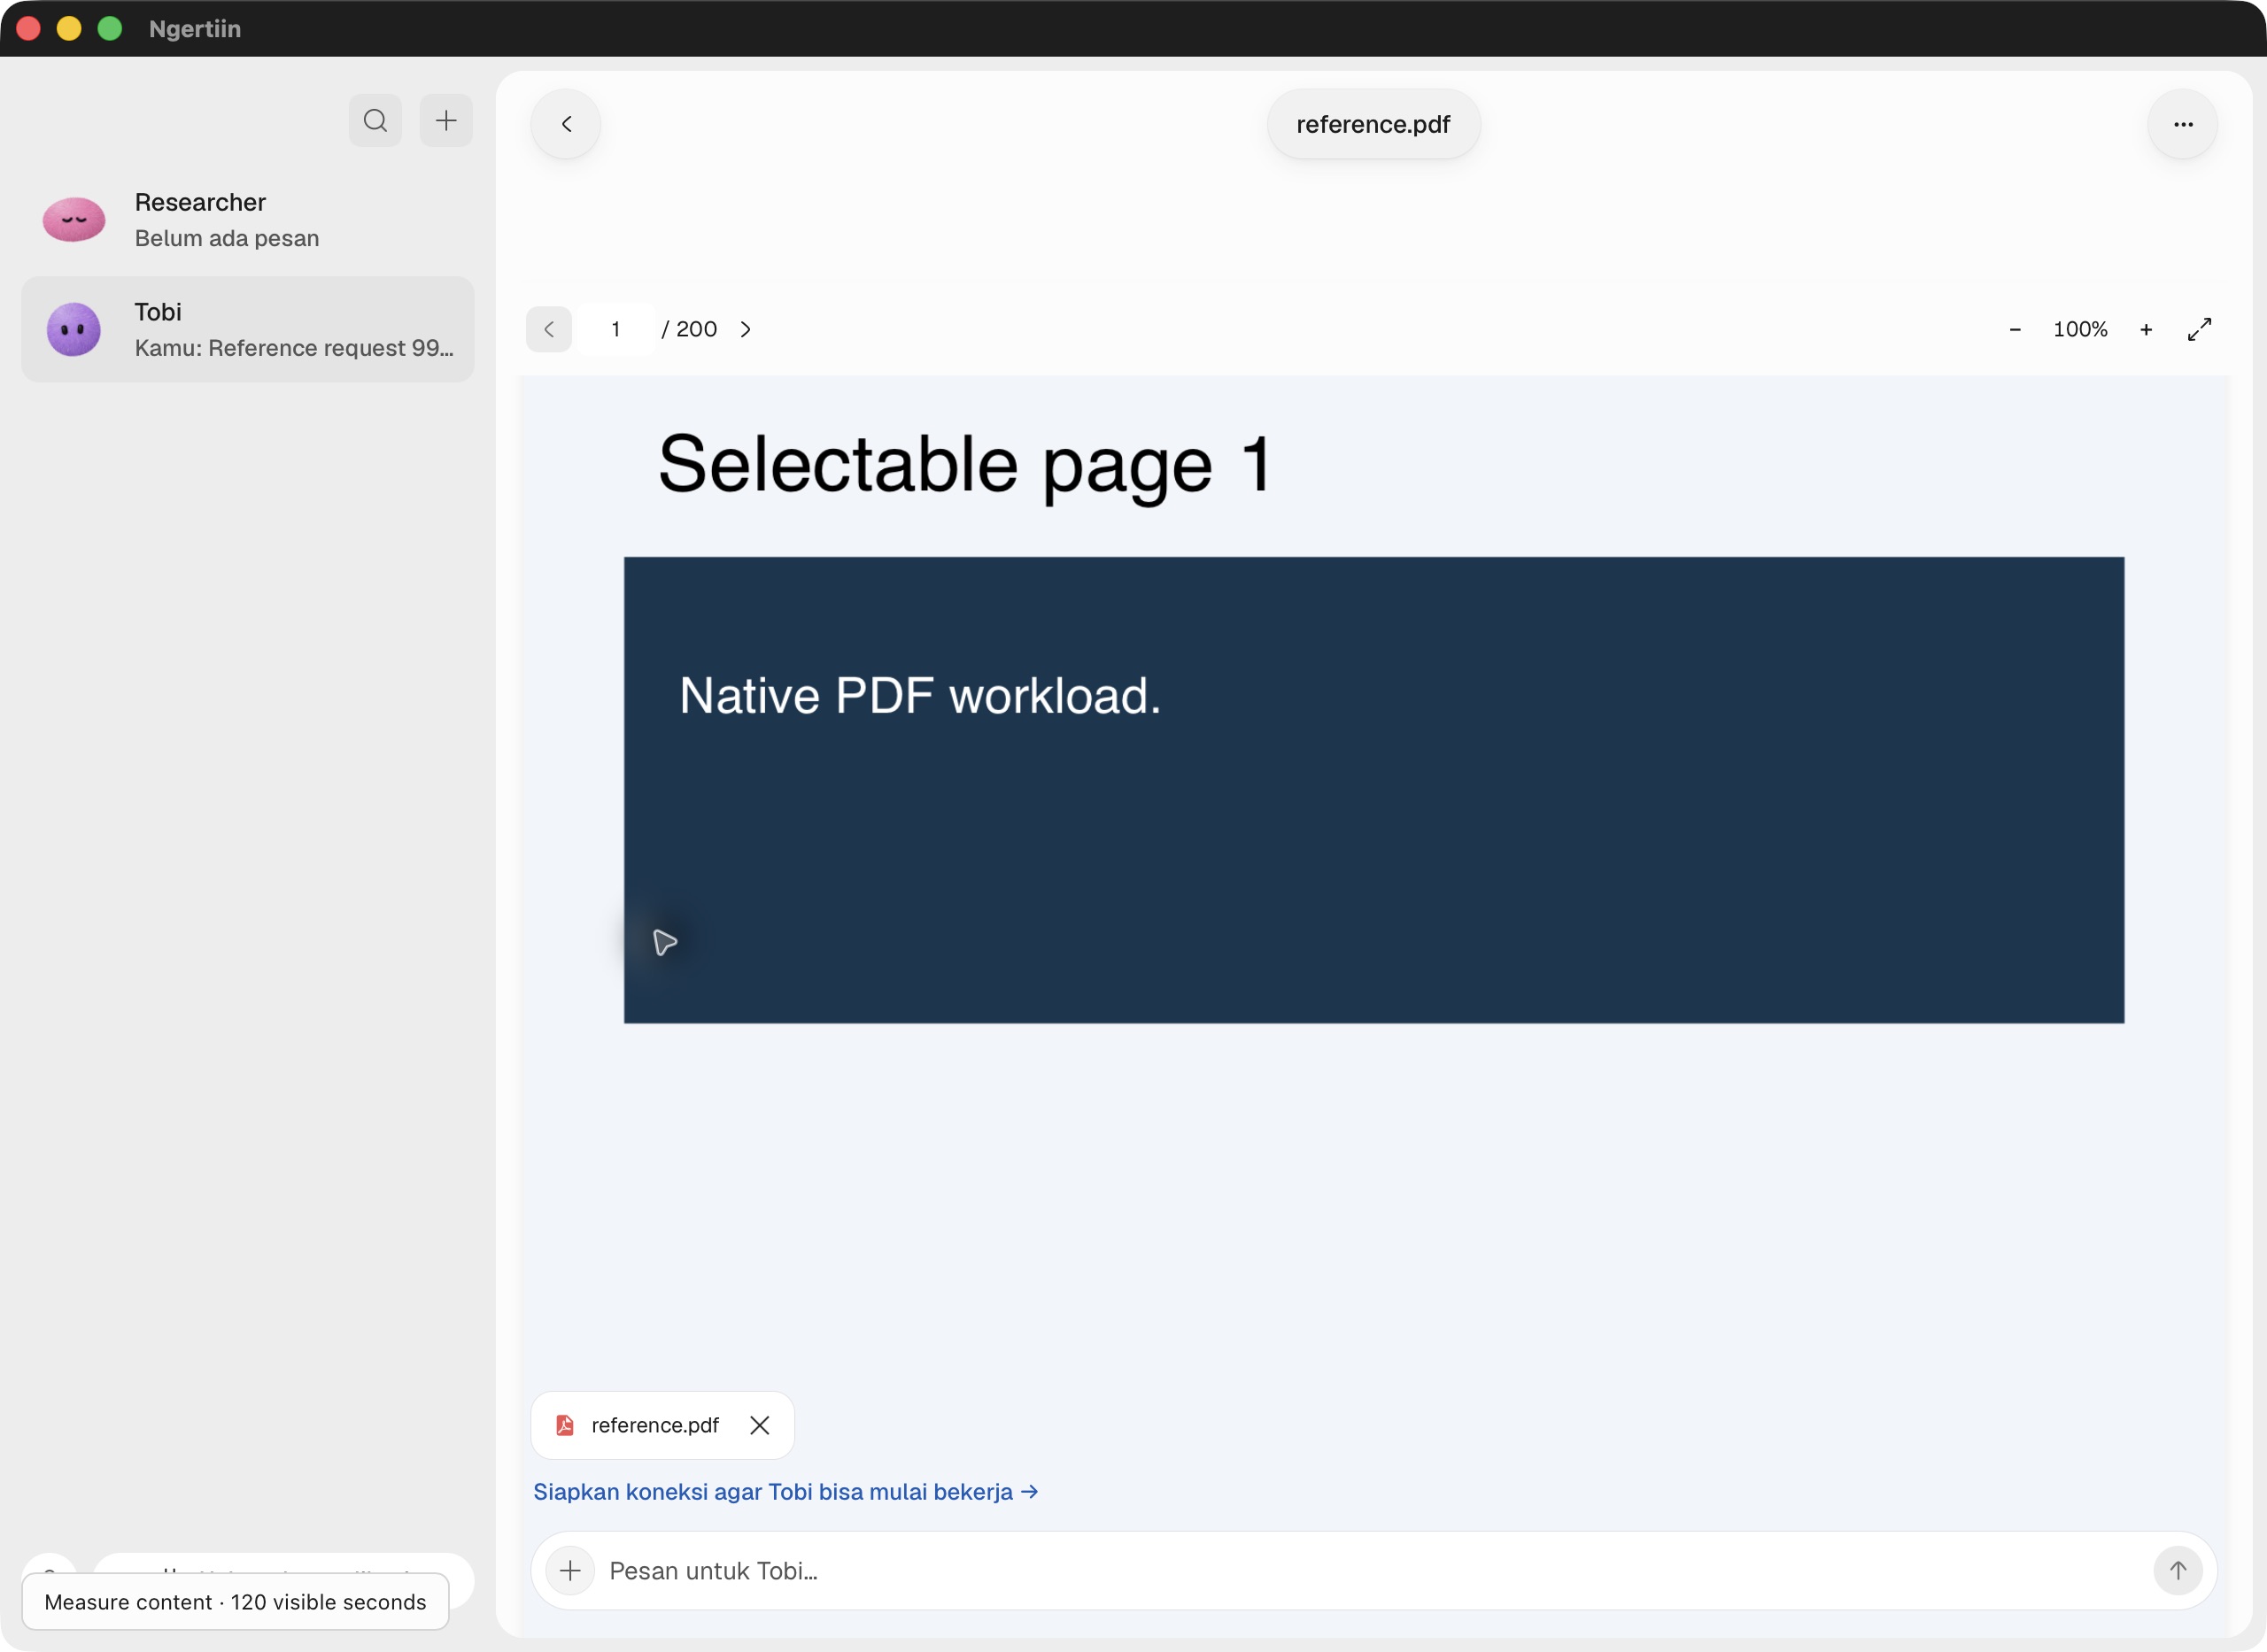 Ngertiin
Researcher
Belum ada pesan
Tobi
Kamu: Reference request 99...
reference.pdf
1 / 200
100%
Selectable page 1
Native PDF workload.
reference.pdf
Siapkan koneksi agar Tobi bisa mulai bekerja →
Pesan untuk Tobi...
Measure content · 120 visible seconds